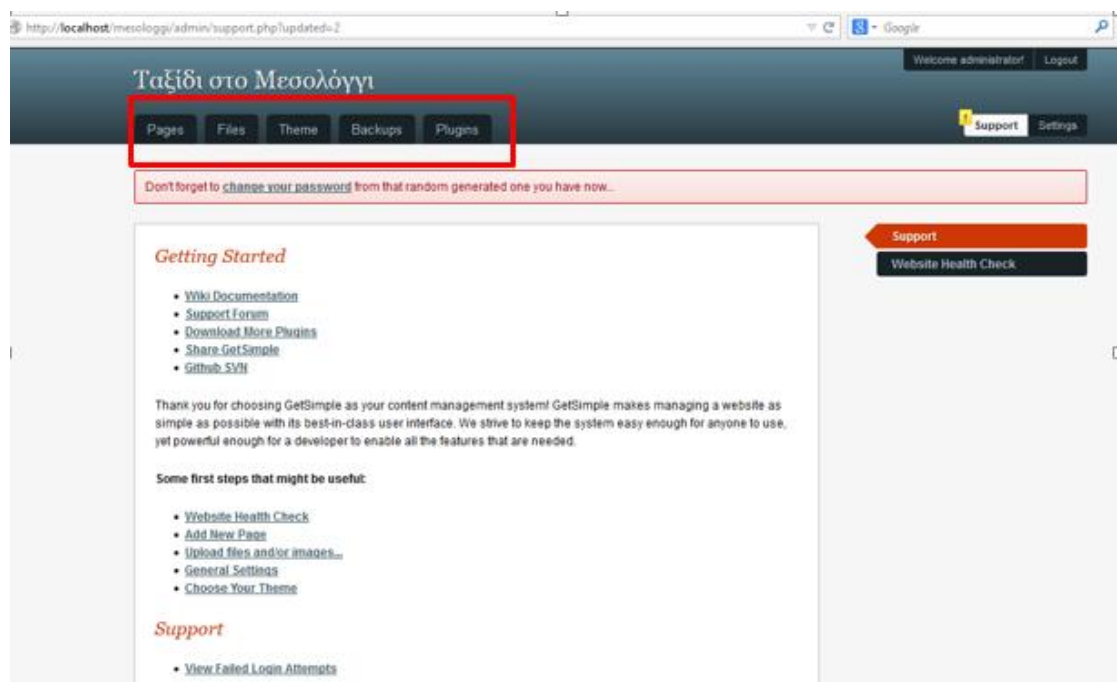 http://localhost/mesologgi/admin/support.php?updated=2
Google
Welcome administrator! Logout
Ταξίδι στο Μεσολόγγι
Pages Files Theme Backups Plugins
! Support Settings
Don't forget to change your password from that random generated one you have now...
Getting Started
Support
Website Health Check
• Wiki Documentation
• Support Forum
• Download More Plugins
• Share GetSimple
• Github SVN
Thank you for choosing GetSimple as your content management system! GetSimple makes managing a website as
simple as possible with its best-in-class user interface. We strive to keep the system easy enough for anyone to use,
yet powerful enough for a developer to enable all the features that are needed.
Some first steps that might be useful:
• Website Health Check
• Add New Page
• Upload files and/or images...
• General Settings
• Choose Your Theme
Support
• View Failed Login Attempts